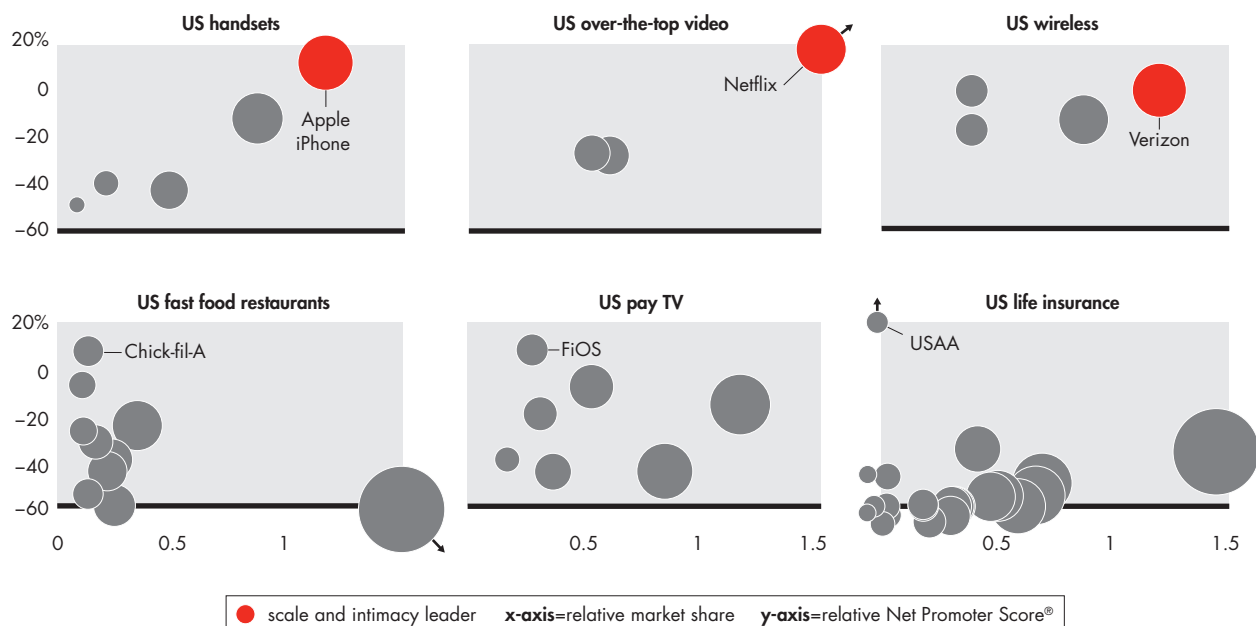 US handsets
US over-the-top video
US wireless
20%
0
−20
−40
−60
Apple
iPhone
Netflix
Verizon
US fast food restaurants
US pay TV
US life insurance
20%
0
−20
−40
−60
Chick-fil-A
FiOS
USAA
0 0.5 1
0.5 1 1.5
0.5 1 1.5
scale and intimacy leader x-axis=relative market share y-axis=relative Net Promoter Score®